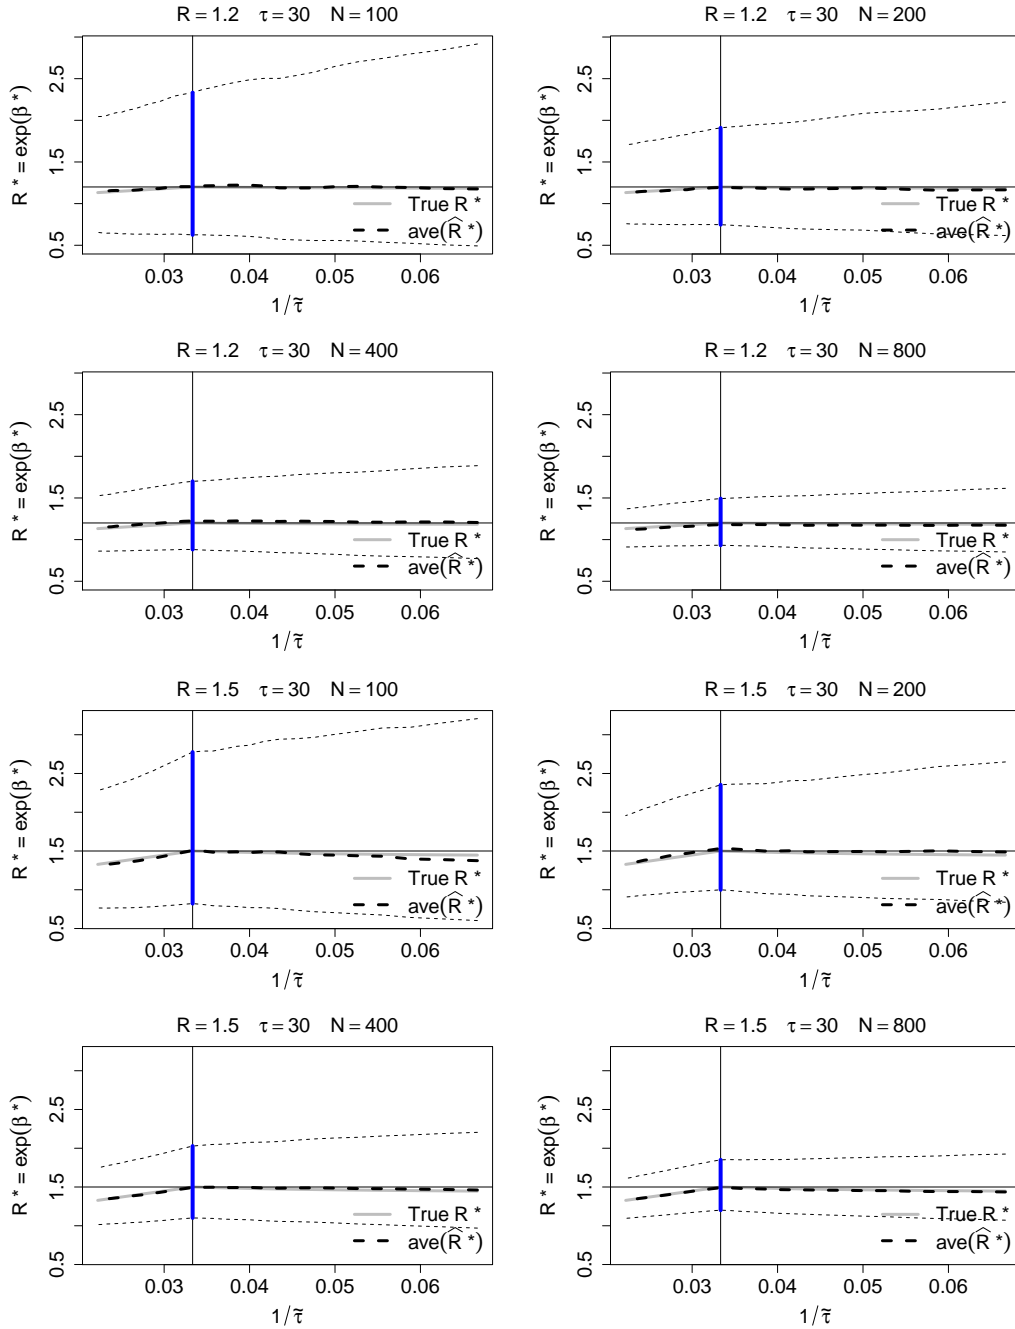 R = 1.2 τ = 30 N = 100
R * = exp(β *)
0.5 1.5 2.5
True R *
ave(R̂ *)
0.03 0.04 0.05 0.06
1/τ̃
R = 1.2 τ = 30 N = 200
R * = exp(β *)
0.5 1.5 2.5
True R *
ave(R̂ *)
0.03 0.04 0.05 0.06
1/τ̃
R = 1.2 τ = 30 N = 400
R * = exp(β *)
0.5 1.5 2.5
True R *
ave(R̂ *)
0.03 0.04 0.05 0.06
1/τ̃
R = 1.2 τ = 30 N = 800
R * = exp(β *)
0.5 1.5 2.5
True R *
ave(R̂ *)
0.03 0.04 0.05 0.06
1/τ̃
R = 1.5 τ = 30 N = 100
R * = exp(β *)
0.5 1.5 2.5
True R *
ave(R̂ *)
0.03 0.04 0.05 0.06
1/τ̃
R = 1.5 τ = 30 N = 200
R * = exp(β *)
0.5 1.5 2.5
True R *
ave(R̂ *)
0.03 0.04 0.05 0.06
1/τ̃
R = 1.5 τ = 30 N = 400
R * = exp(β *)
0.5 1.5 2.5
True R *
ave(R̂ *)
0.03 0.04 0.05 0.06
1/τ̃
R = 1.5 τ = 30 N = 800
R * = exp(β *)
0.5 1.5 2.5
True R *
ave(R̂ *)
0.03 0.04 0.05 0.06
1/τ̃